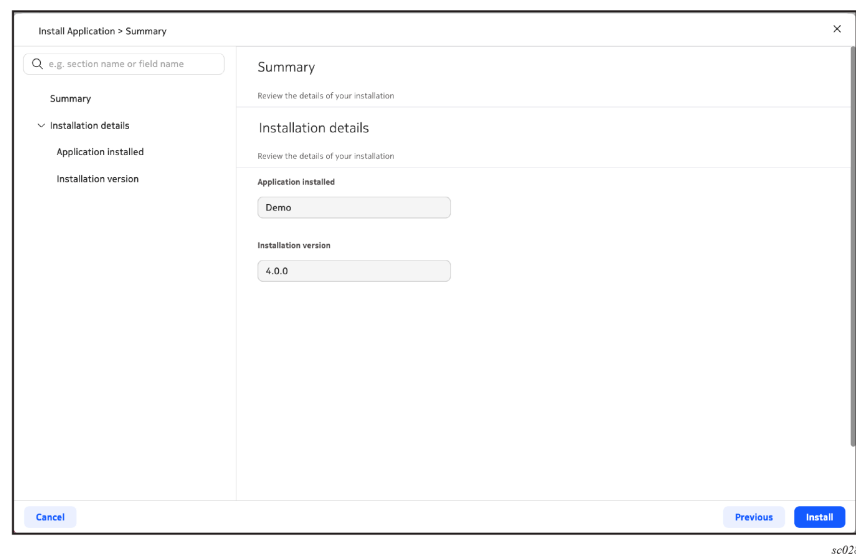 Install Application > Summary
e.g. section name or field name
Summary
Installation details
Application installed
Installation version
Summary
Review the details of your installation
Installation details
Review the details of your installation
Application installed
Demo
Installation version
4.0.0
Cancel
Previous
Install